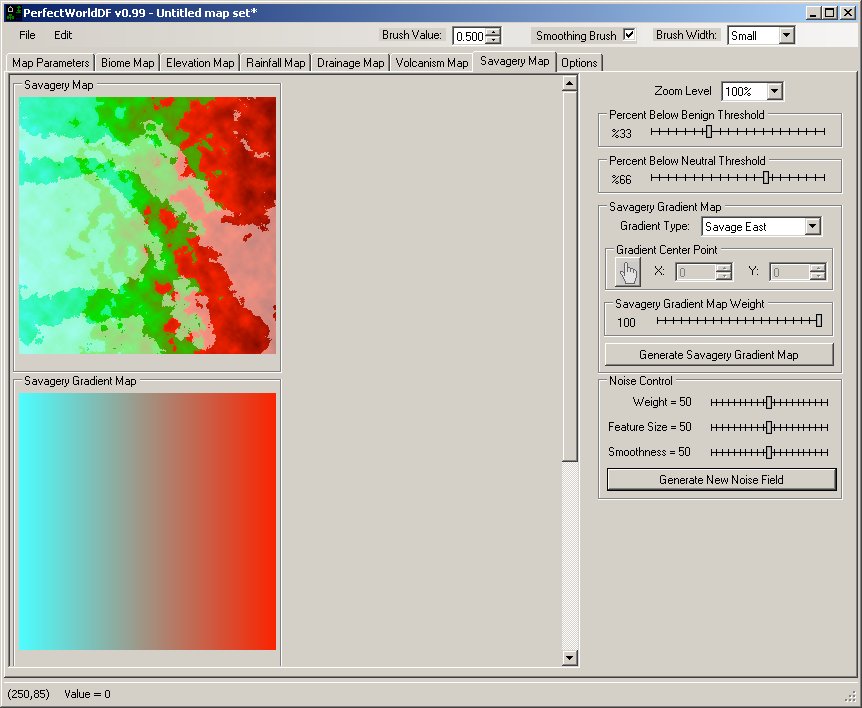 PerfectWorldDF v0.99 - Untitled map set*
File Edit Brush Value: 0.500 Smoothing Brush Brush Width: Small
Map Parameters Biome Map Elevation Map Rainfall Map Drainage Map Volcanism Map Savagery Map Options
Savagery Map
Zoom Level 100%
Percent Below Benign Threshold
%33
Percent Below Neutral Threshold
%66
Savagery Gradient Map
Gradient Type: Savage East
Gradient Center Point
X: 0 Y: 0
Savagery Gradient Map Weight
100
Generate Savagery Gradient Map
Savagery Gradient Map
Noise Control
Weight = 50
Feature Size = 50
Smoothness = 50
Generate New Noise Field
(250,85) Value = 0